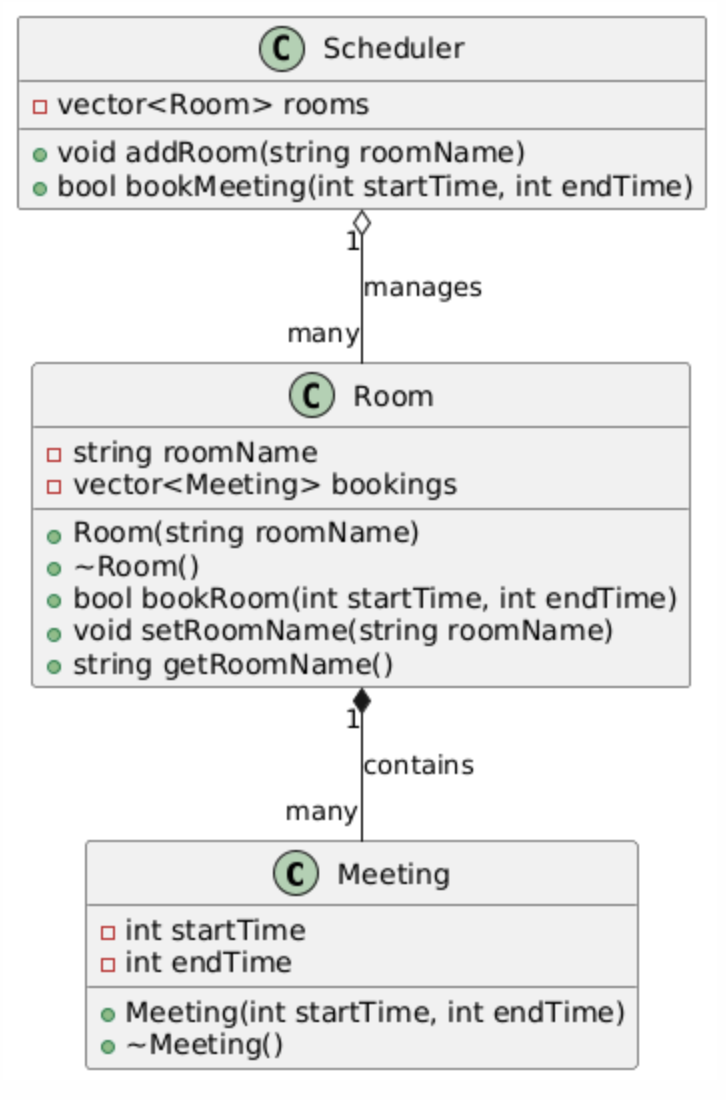 C Scheduler
vector<Room> rooms
void addRoom(string roomName)
bool bookMeeting(int startTime, int endTime)
1
manages
many
C Room
string roomName
vector<Meeting> bookings
Room(string roomName)
~Room()
bool bookRoom(int startTime, int endTime)
void setRoomName(string roomName)
string getRoomName()
1
contains
many
C Meeting
int startTime
int endTime
Meeting(int startTime, int endTime)
~Meeting()